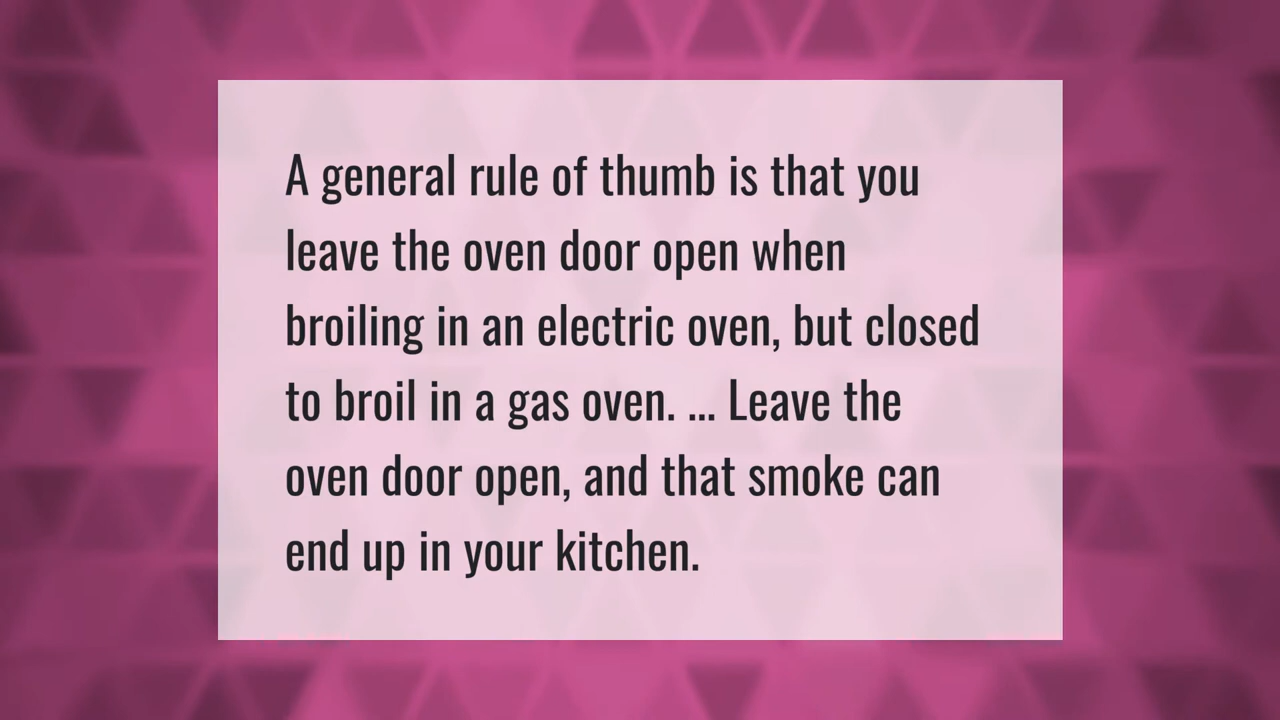 A general rule of thumb is that you
leave the oven door open when
broiling in an electric oven, but closed
to broil in a gas oven. ... Leave the
oven door open, and that smoke can
end up in your kitchen.